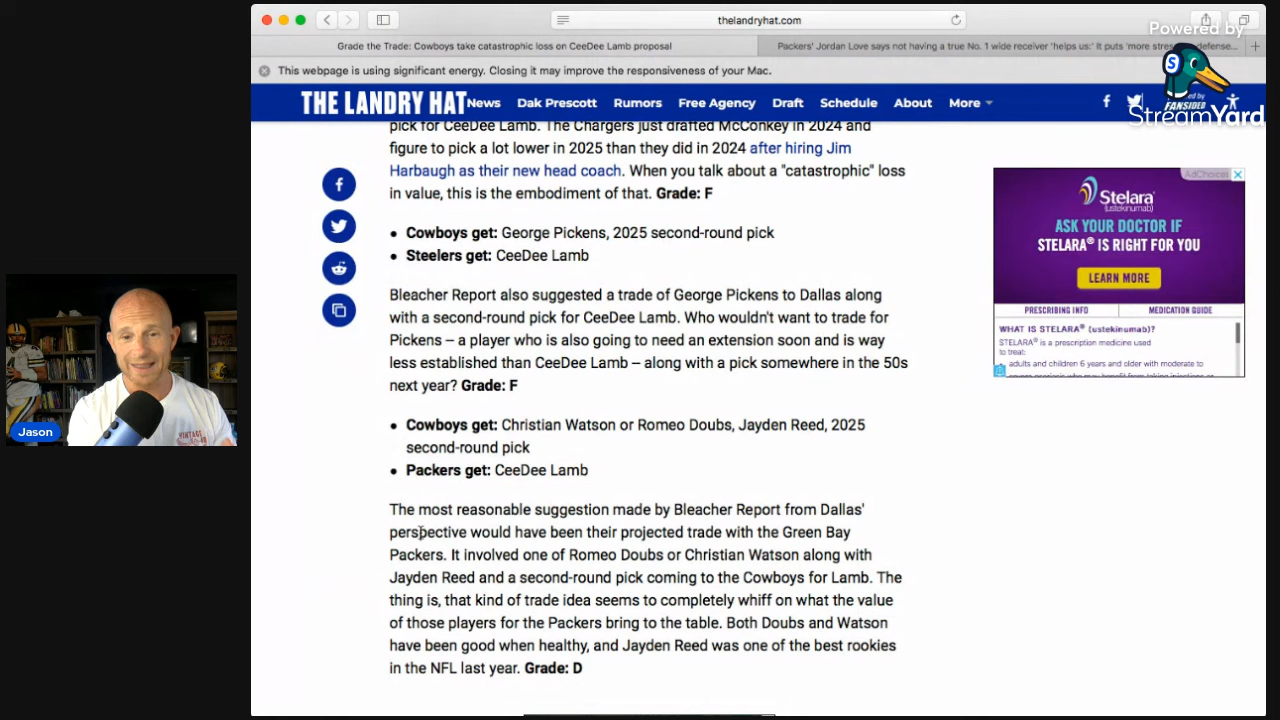 thelandryhat.com
Powered by
Grade the Trade: Cowboys take catastrophic loss on CeeDee Lamb proposal
Packers' Jordan Love says not having a true No. 1 wide receiver 'helps us:' It puts 'more stress defense...
This webpage is using significant energy. Closing it may improve the responsiveness of your Mac.
THE LANDRY HAT
News Dak Prescott Rumors Free Agency Draft Schedule About More
FANSIDED
StreamYard
pick for CeeDee Lamb. The Chargers just drafted McConkey in 2024 and
figure to pick a lot lower in 2025 than they did in 2024 after hiring Jim
Harbaugh as their new head coach. When you talk about a "catastrophic" loss
in value, this is the embodiment of that. Grade: F
• Cowboys get: George Pickens, 2025 second-round pick
• Steelers get: CeeDee Lamb
Bleacher Report also suggested a trade of George Pickens to Dallas along
with a second-round pick for CeeDee Lamb. Who wouldn't want to trade for
Pickens – a player who is also going to need an extension soon and is way
less established than CeeDee Lamb – along with a pick somewhere in the 50s
next year? Grade: F
• Cowboys get: Christian Watson or Romeo Doubs, Jayden Reed, 2025
second-round pick
• Packers get: CeeDee Lamb
The most reasonable suggestion made by Bleacher Report from Dallas'
perspective would have been their projected trade with the Green Bay
Packers. It involved one of Romeo Doubs or Christian Watson along with
Jayden Reed and a second-round pick coming to the Cowboys for Lamb. The
thing is, that kind of trade idea seems to completely whiff on what the value
of those players for the Packers bring to the table. Both Doubs and Watson
have been good when healthy, and Jayden Reed was one of the best rookies
in the NFL last year. Grade: D
AdChoices
Stelara
(ustekinumab)
ASK YOUR DOCTOR IF
STELARA® IS RIGHT FOR YOU
LEARN MORE
PRESCRIBING INFO MEDICATION GUIDE
WHAT IS STELARA® (ustekinumab)?
STELARA® is a prescription medicine used
to treat:
adults and children 6 years and older with moderate to
Jason
VINTAGE